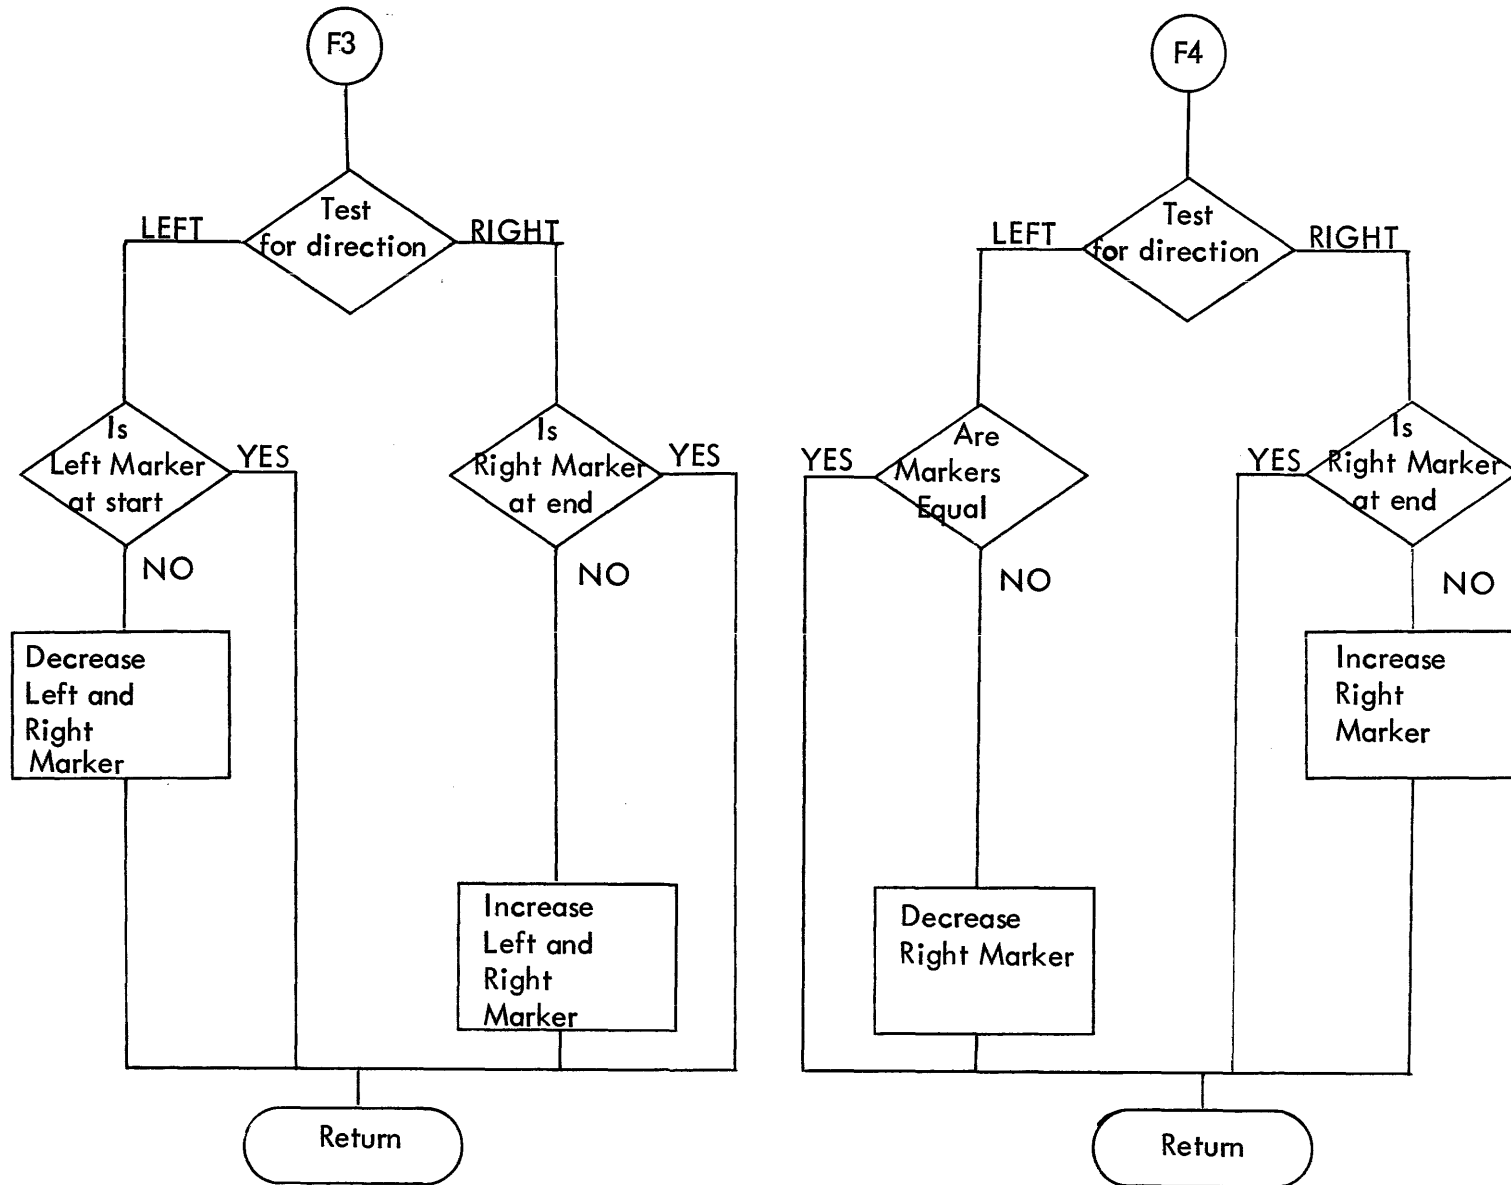 F3
Test
for direction
LEFT
RIGHT
Is
Left Marker
at start
YES
NO
Is
Right Marker
at end
YES
NO
Decrease
Left and
Right
Marker
Increase
Left and
Right
Marker
Return
F4
Test
for direction
LEFT
RIGHT
Are
Markers
Equal
YES
NO
Is
Right Marker
at end
YES
NO
Decrease
Right Marker
Increase
Right
Marker
Return